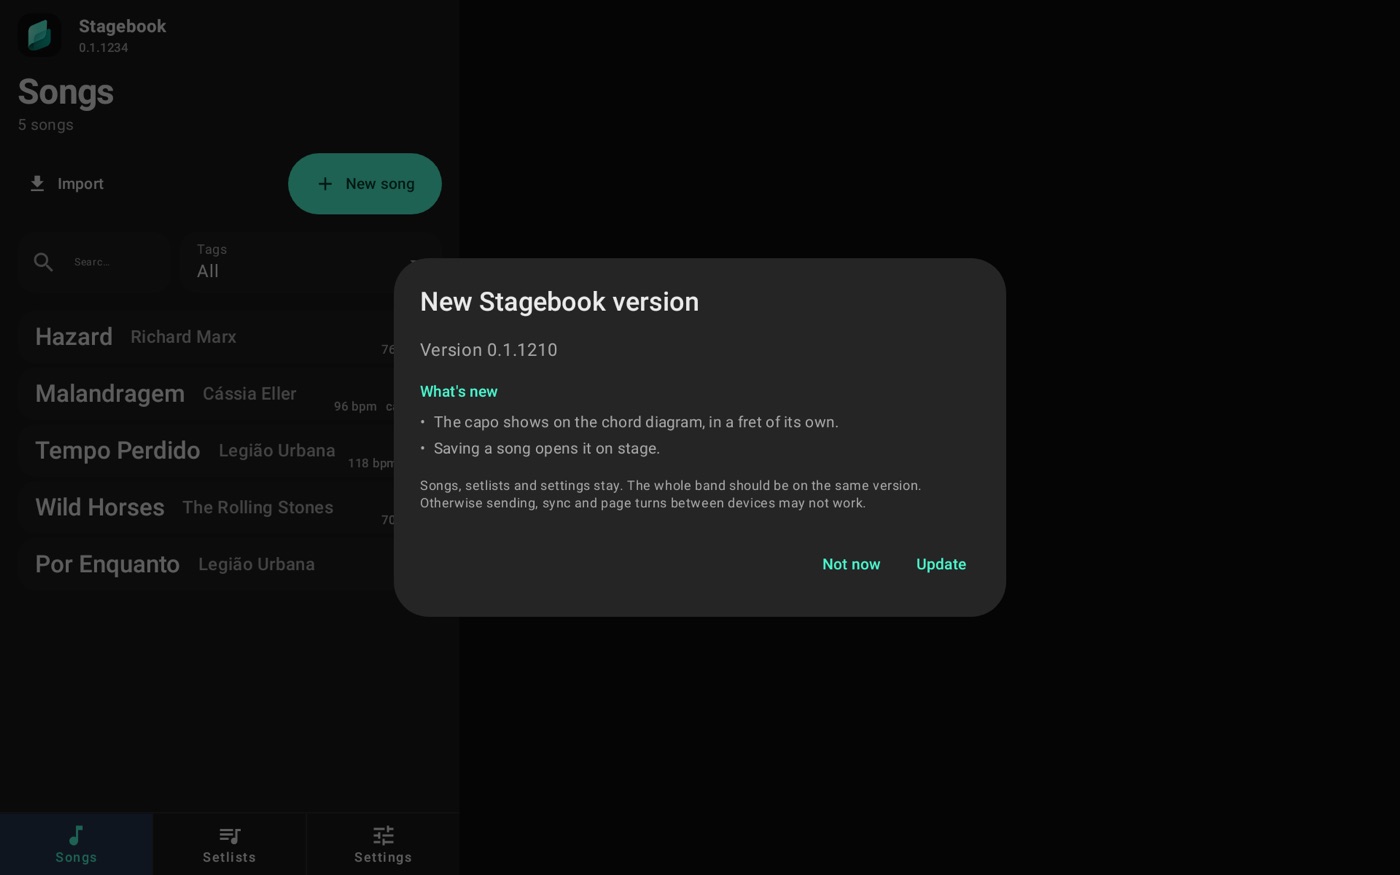 Stagebook
0.1.1234
Songs
5 songs
Import
New song
Searc...
Tags
All
Hazard Richard Marx
76
Malandragem Cássia Eller
96 bpm
Tempo Perdido Legião Urbana
118 bpm
Wild Horses The Rolling Stones
70
Por Enquanto Legião Urbana
New Stagebook version
Version 0.1.1210
What's new
• The capo shows on the chord diagram, in a fret of its own.
• Saving a song opens it on stage.
Songs, setlists and settings stay. The whole band should be on the same version.
Otherwise sending, sync and page turns between devices may not work.
Not now Update
Songs Setlists Settings